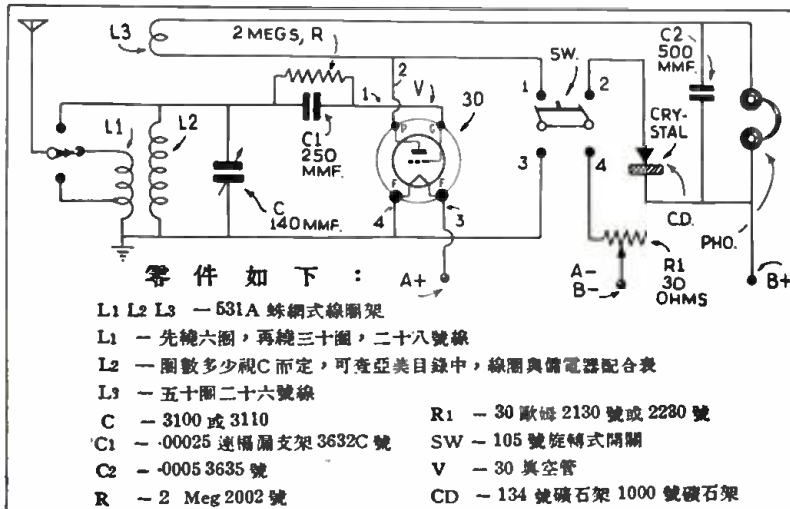 L3
2 MEGS, R
2
V
30
1
SW.
1
2
C2
500
MMF.
L1
L2
C1
250
MMF.
P
G
F
F
3
4
CRY-
STAL
C
140 MMF.
4
3
CD.
PHO.
A+
A-
B-
R1
30
OHMS
B+
零件如下：
L1 L2 L3 — 531A 蛛網式線圈架
L1 — 先繞六圈，再繞三十圈，二十八號線
L2 — 圈數多少視C而定，可查亞美目錄中，線圈與儲電器配合表
L3 — 五十圈二十六號線
C — 3100 或 3110
R1 — 30 歐姆 2130 號或 2280 號
C1 — .00025 連柵漏支架 3632C 號
SW — 105 號旋轉式開關
C2 — .0005 3635 號
V — 30 眞空管
R — 2 Meg 2002 號
CD — 134 號礦石架 1000 號礦石架